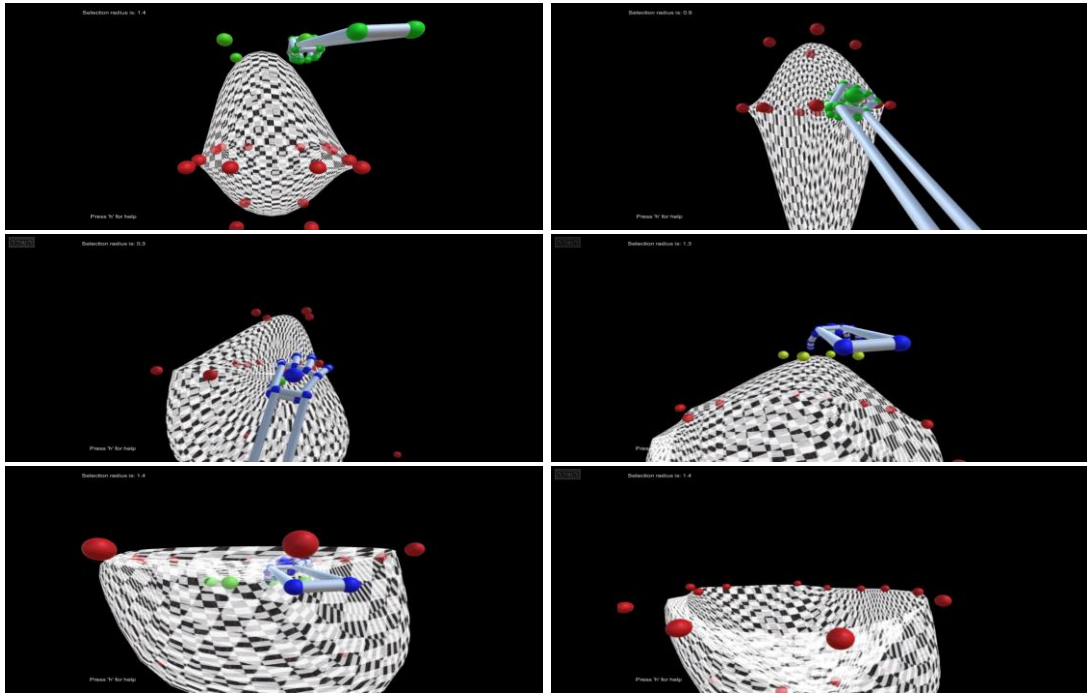 Selection radius is: 1.4
Press 'h' for help
Selection radius is: 0.9
Press 'h' for help
Selection radius is: 0.3
Press 'h' for help
Selection radius is: 1.3
Selection radius is: 1.4
Press 'h' for help
Selection radius is: 1.4
Press 'h' for help